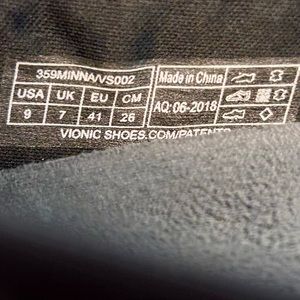 359MINNA/VS002
Made in China
USA UK EU CM
9 7 41 26
AQ:06-2018
VIONIC SHOES.COM/PATENTS